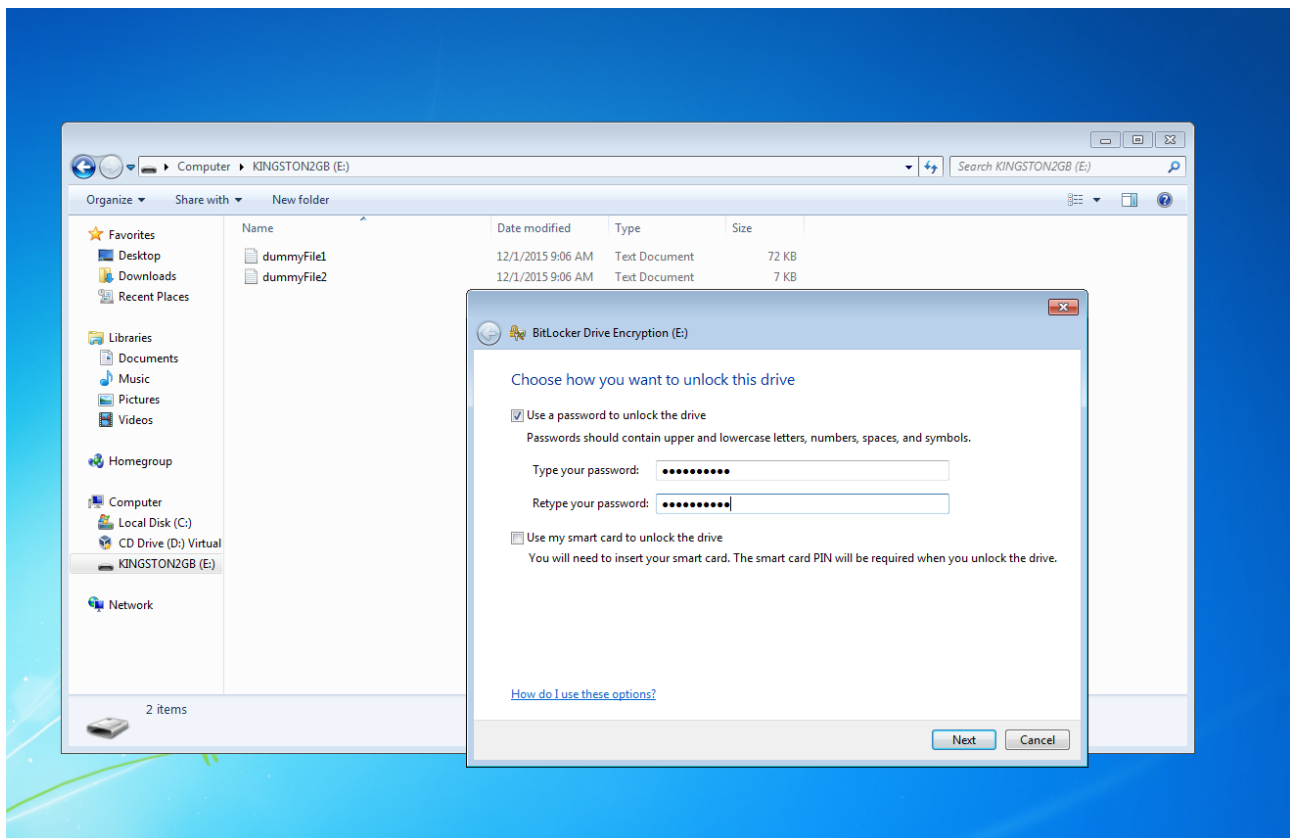 Computer ▸ KINGSTON2GB (E:)
Search KINGSTON2GB (E:)
Organize Share with New folder
Name Date modified Type Size
dummyFile1 12/1/2015 9:06 AM Text Document 72 KB
dummyFile2 12/1/2015 9:06 AM Text Document 7 KB
Favorites
Desktop
Downloads
Recent Places
Libraries
Documents
Music
Pictures
Videos
Homegroup
Computer
Local Disk (C:)
CD Drive (D:) Virtual
KINGSTON2GB (E:)
Network
2 items
BitLocker Drive Encryption (E:)
Choose how you want to unlock this drive
Use a password to unlock the drive
Passwords should contain upper and lowercase letters, numbers, spaces, and symbols.
Type your password: ●●●●●●●●●●
Retype your password: ●●●●●●●●●●
Use my smart card to unlock the drive
You will need to insert your smart card. The smart card PIN will be required when you unlock the drive.
How do I use these options?
Next Cancel